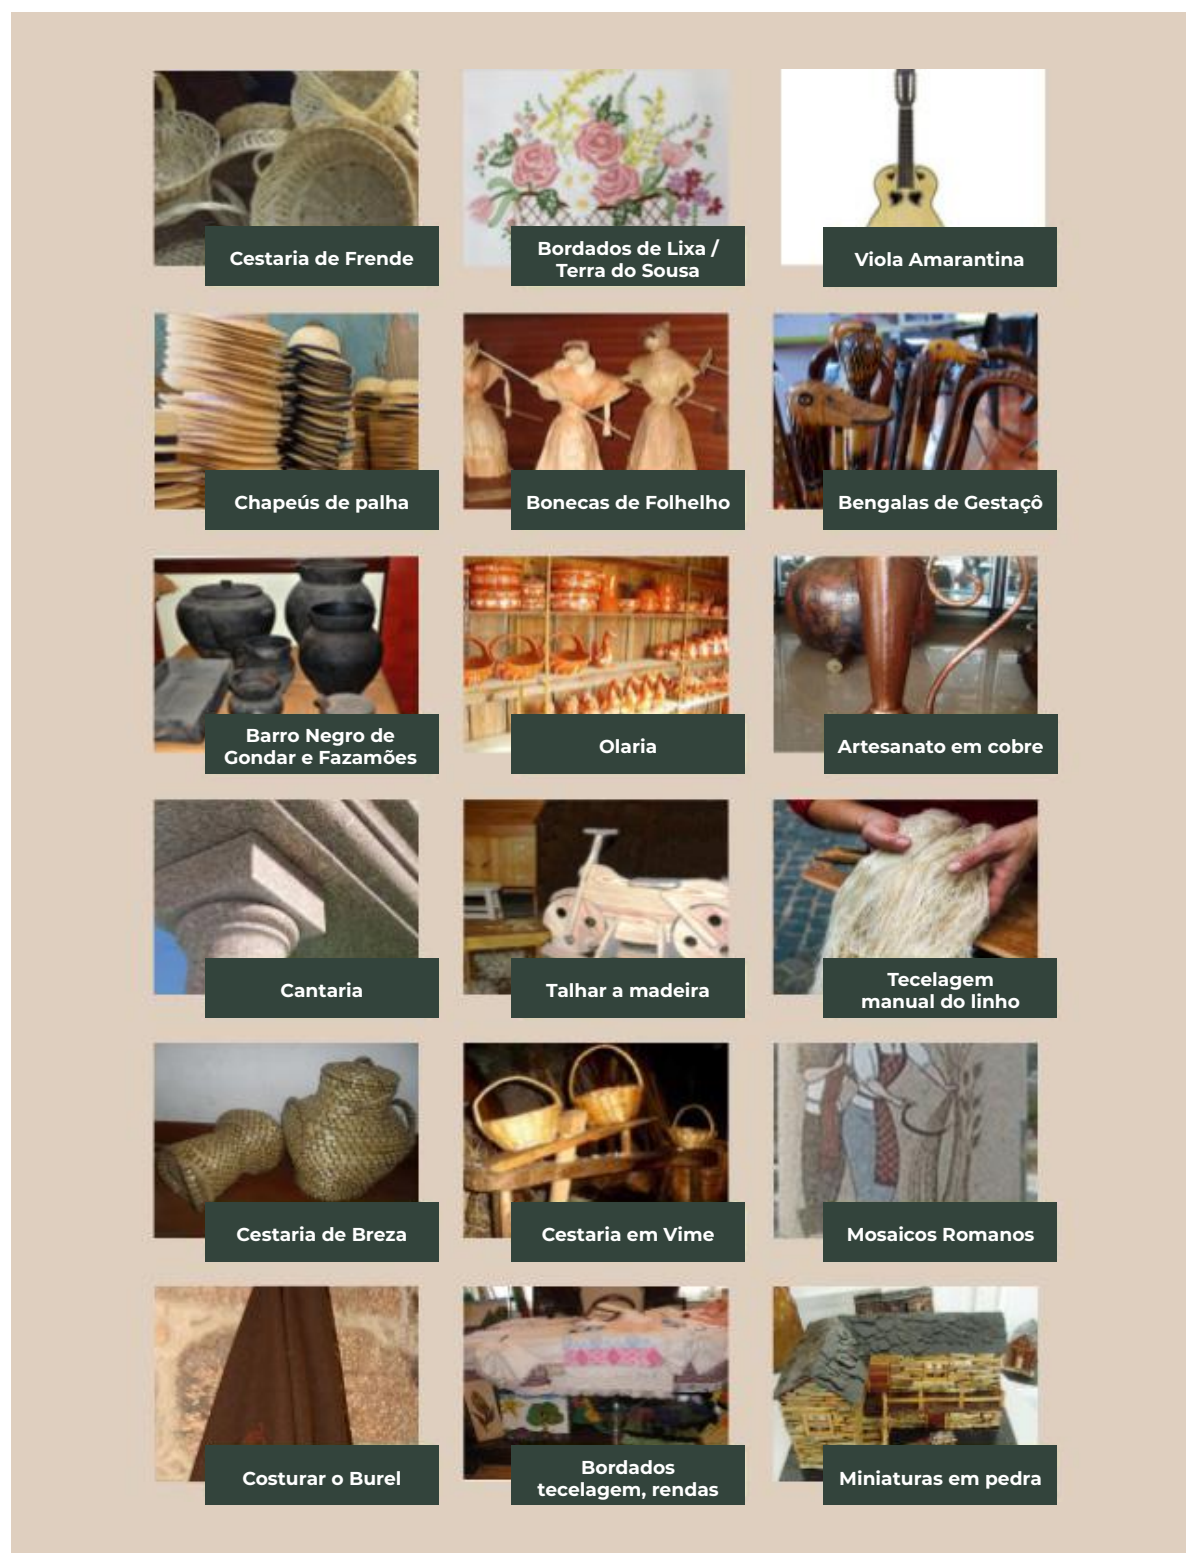 Cestaria de Frende
Bordados de Lixa /
Terra do Sousa
Viola Amarantina
Chapeús de palha
Bonecas de Folhelho
Bengalas de Gestaçô
Barro Negro de
Gondar e Fazamões
Olaria
Artesanato em cobre
Cantaria
Talhar a madeira
Tecelagem
manual do linho
Cestaria de Breza
Cestaria em Vime
Mosaicos Romanos
Costurar o Burel
Bordados
tecelagem, rendas
Miniaturas em pedra